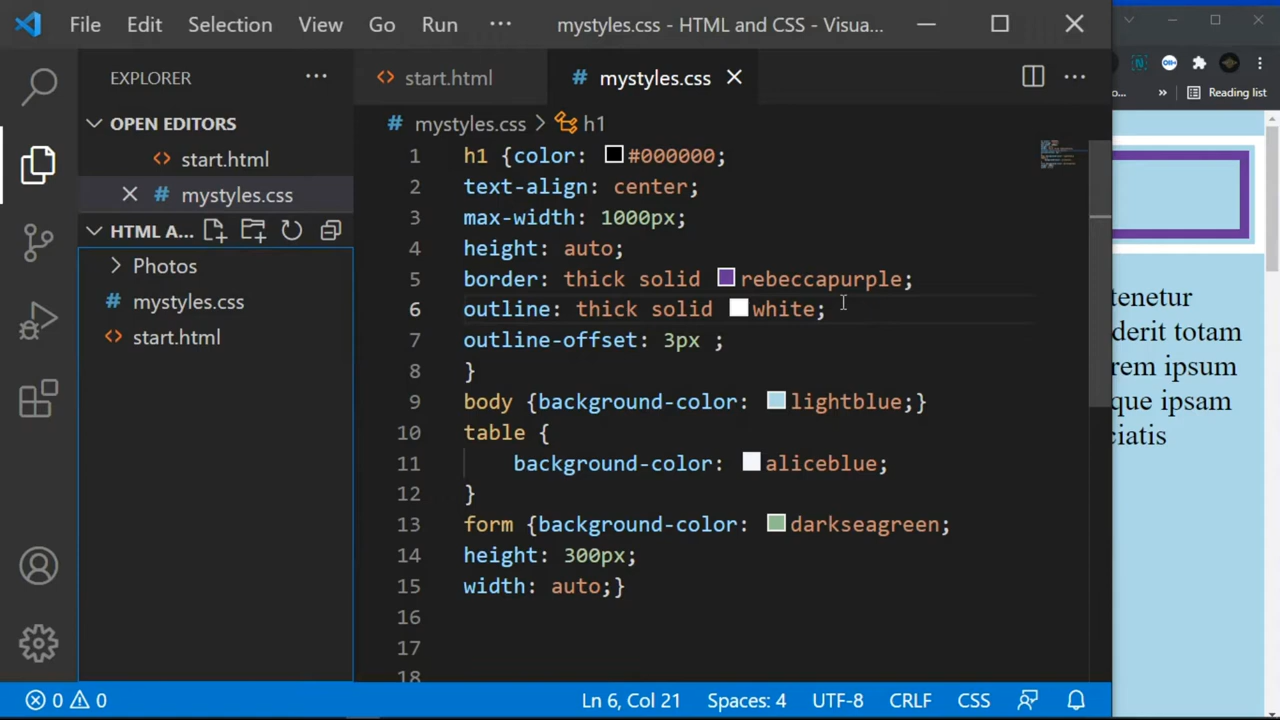 File Edit Selection View Go Run ··· mystyles.css - HTML and CSS - Visua...
EXPLORER ···
OPEN EDITORS
start.html
mystyles.css
HTML A...
Photos
mystyles.css
start.html
start.html mystyles.css
mystyles.css > h1
1 h1 {color: #000000;
2 text-align: center;
3 max-width: 1000px;
4 height: auto;
5 border: thick solid rebeccapurple;
6 outline: thick solid white;
7 outline-offset: 3px ;
8 }
9 body {background-color: lightblue;}
10 table {
11 background-color: aliceblue;
12 }
13 form {background-color: darkseagreen;
14 height: 300px;
15 width: auto;}
16
17
18
0 0 Ln 6, Col 21 Spaces: 4 UTF-8 CRLF CSS
o... » Reading list
tenetur
derit totam
rem ipsum
que ipsam
ciatis